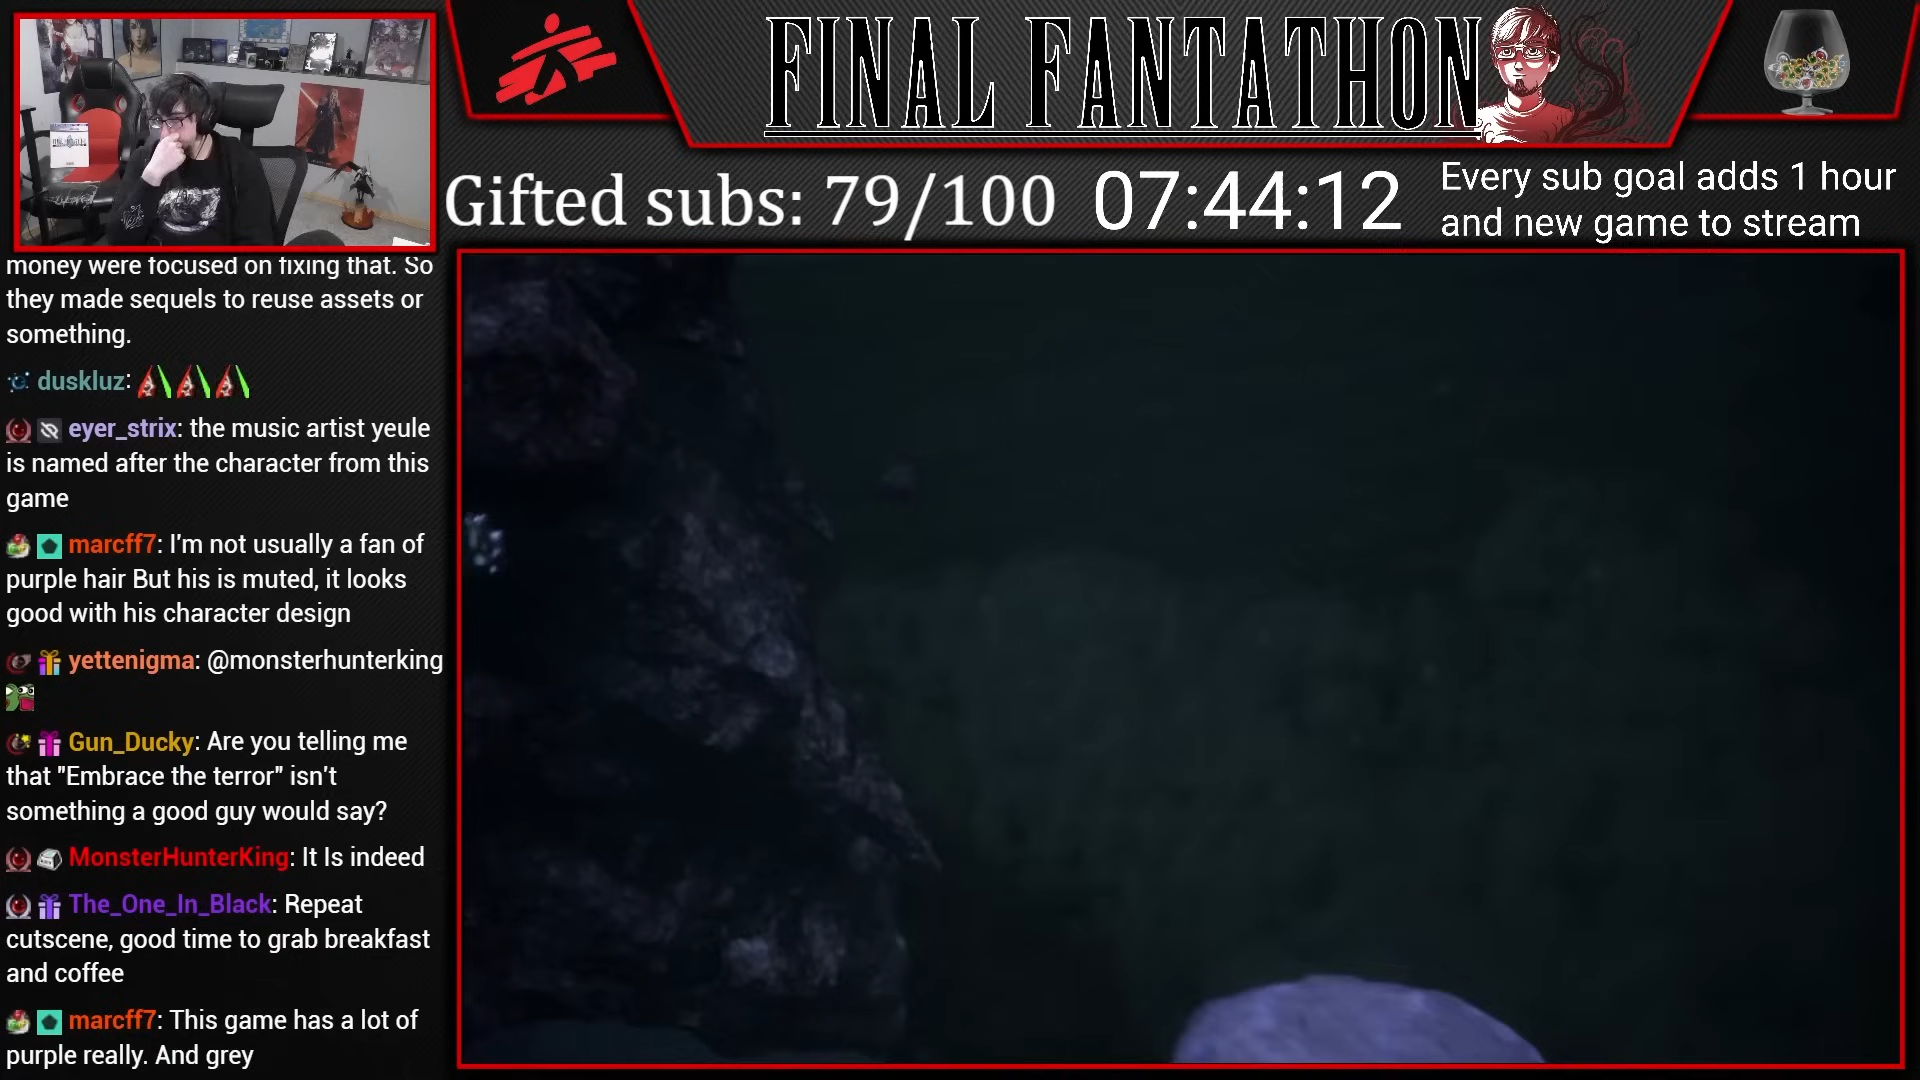 FINAL FANTATHON
Gifted subs: 79/100
07:44:12
Every sub goal adds 1 hour
and new game to stream
money were focused on fixing that. So
they made sequels to reuse assets or
something.
duskluz:
eyer_strix: the music artist yeule
is named after the character from this
game
marcff7: I'm not usually a fan of
purple hair But his is muted, it looks
good with his character design
yettenigma: @monsterhunterking
Gun_Ducky: Are you telling me
that "Embrace the terror" isn't
something a good guy would say?
MonsterHunterKing: It Is indeed
The_One_In_Black: Repeat
cutscene, good time to grab breakfast
and coffee
marcff7: This game has a lot of
purple really. And grey